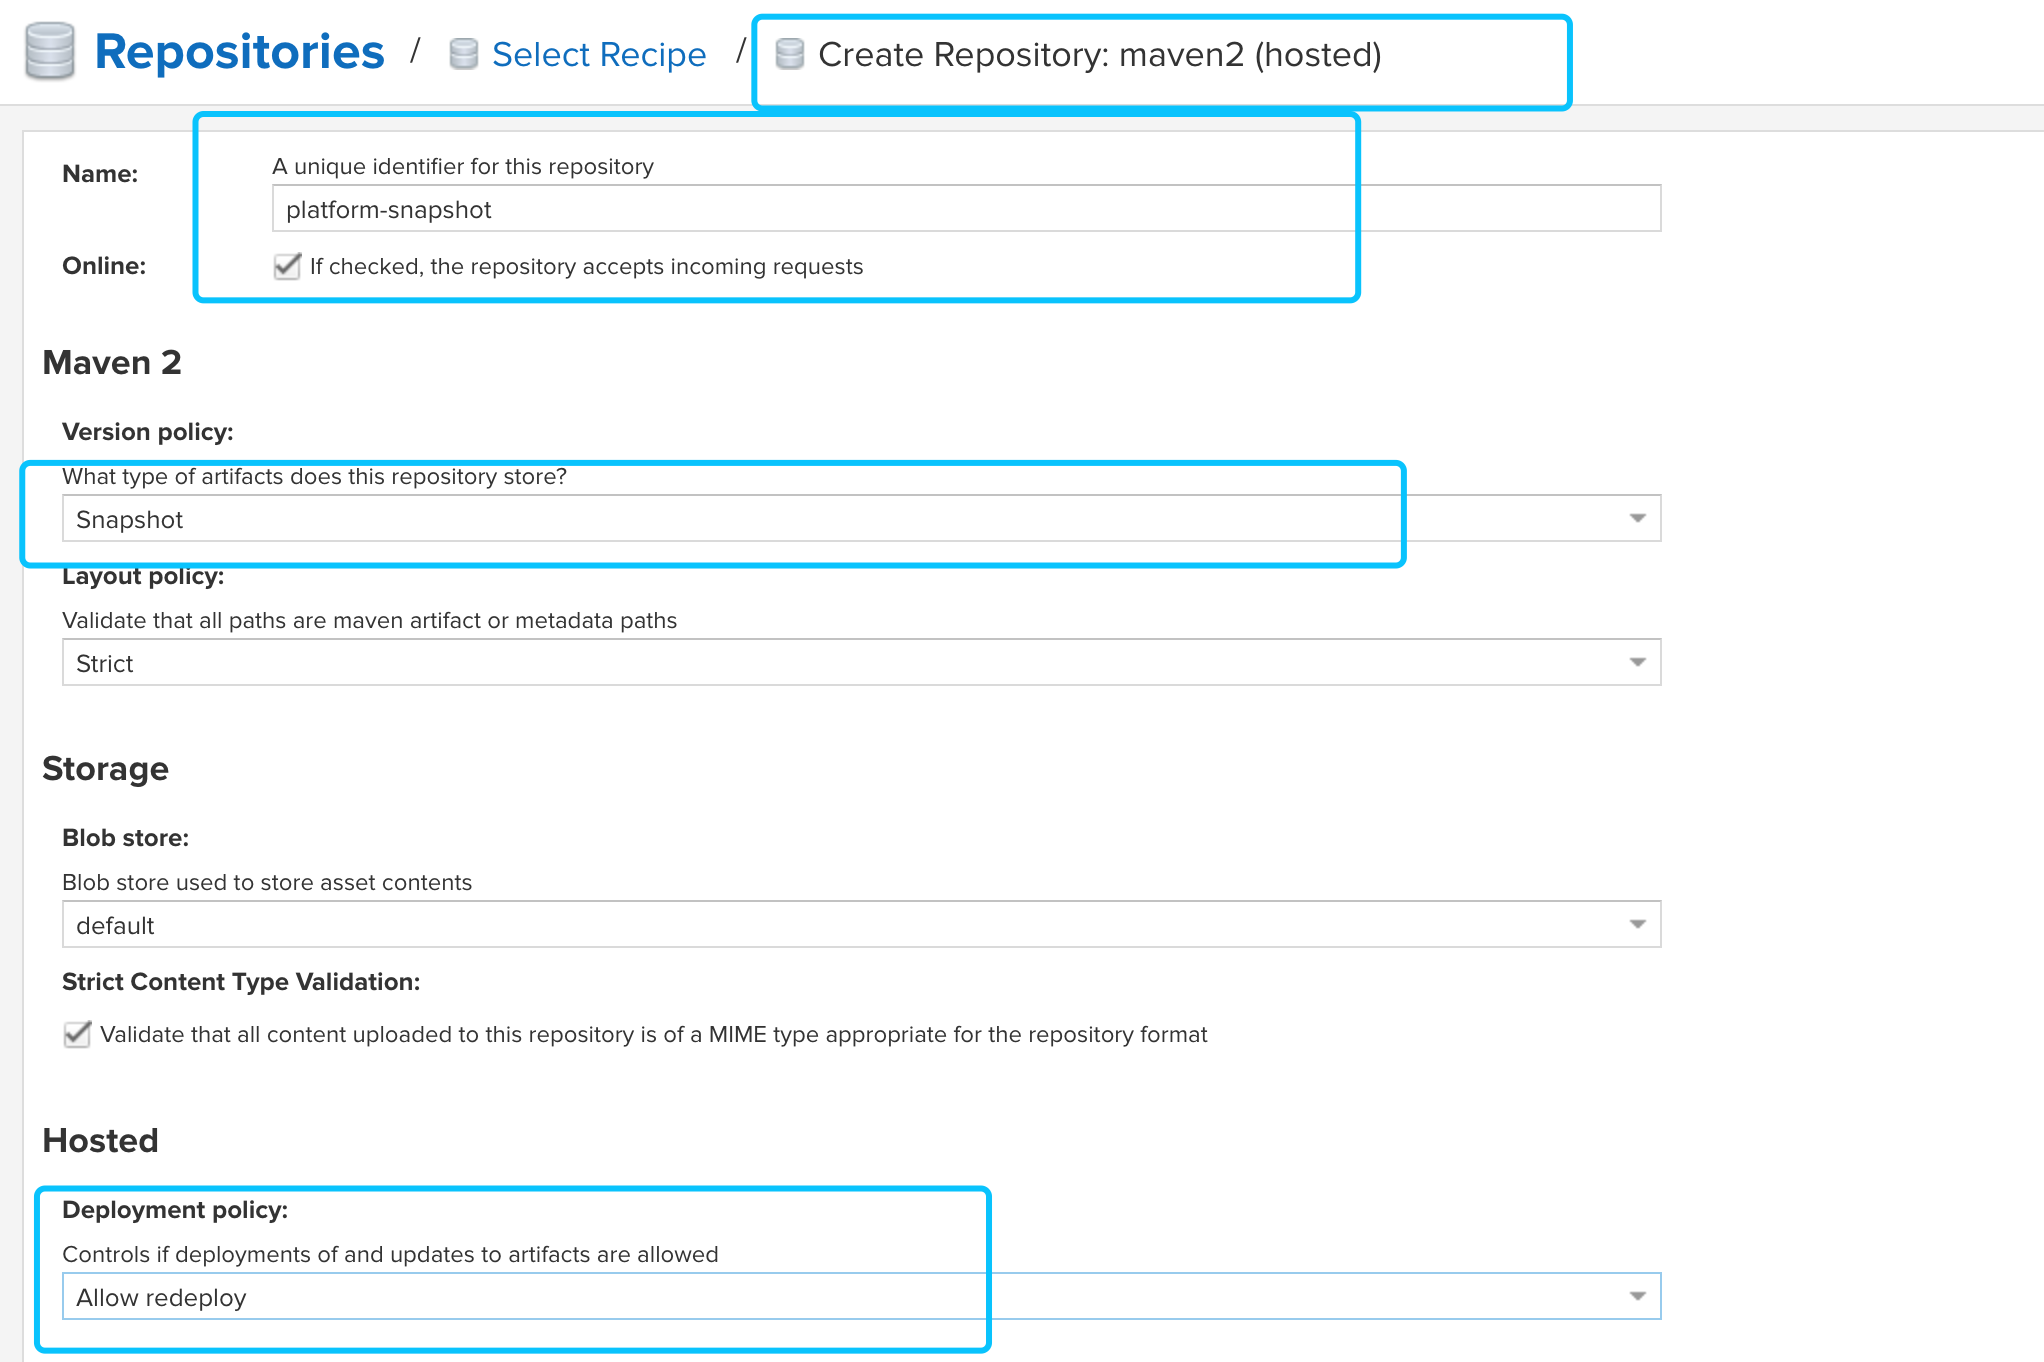 Repositories / Select Recipe / Create Repository: maven2 (hosted)
Name:
A unique identifier for this repository
platform-snapshot
Online:
If checked, the repository accepts incoming requests
Maven 2
Version policy:
What type of artifacts does this repository store?
Snapshot
Layout policy:
Validate that all paths are maven artifact or metadata paths
Strict
Storage
Blob store:
Blob store used to store asset contents
default
Strict Content Type Validation:
Validate that all content uploaded to this repository is of a MIME type appropriate for the repository format
Hosted
Deployment policy:
Controls if deployments of and updates to artifacts are allowed
Allow redeploy